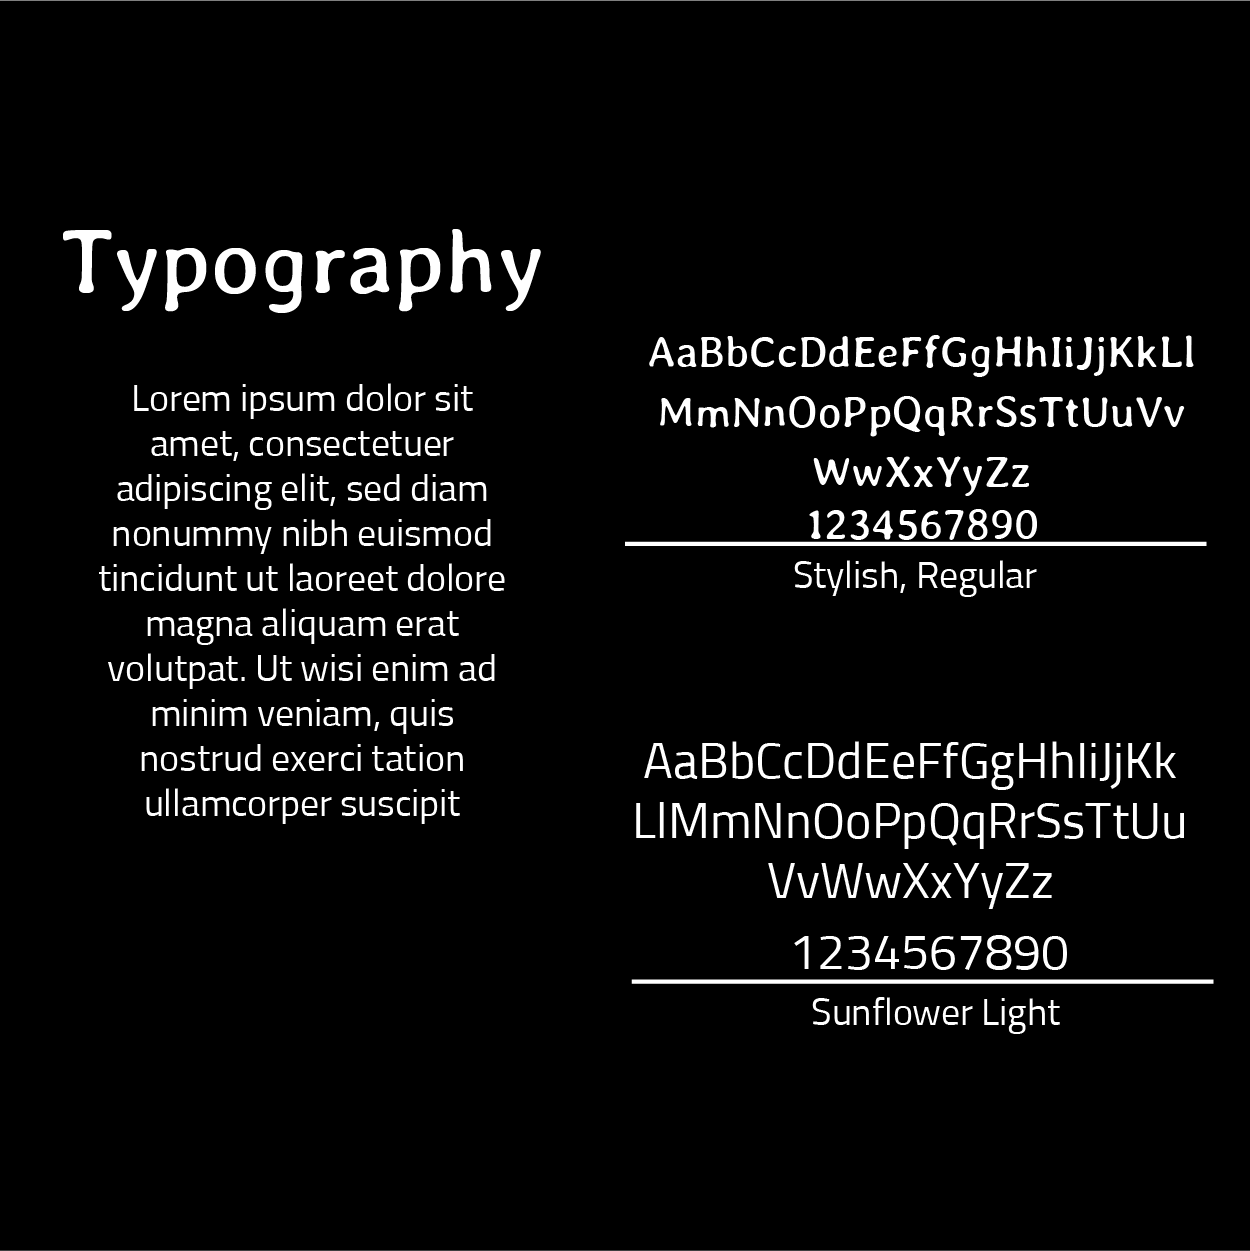 Typography
Lorem ipsum dolor sit
amet, consectetuer
adipiscing elit, sed diam
nonummy nibh euismod
tincidunt ut laoreet dolore
magna aliquam erat
volutpat. Ut wisi enim ad
minim veniam, quis
nostrud exerci tation
ullamcorper suscipit
AaBbCcDdEeFfGgHhIiJjKkLl
MmNnOoPpQqRrSsTtUuVv
WwXxYyZz
1234567890
Stylish, Regular
AaBbCcDdEeFfGgHhIiJjKk
LlMmNnOoPpQqRrSsTtUu
VvWwXxYyZz
1234567890
Sunflower Light